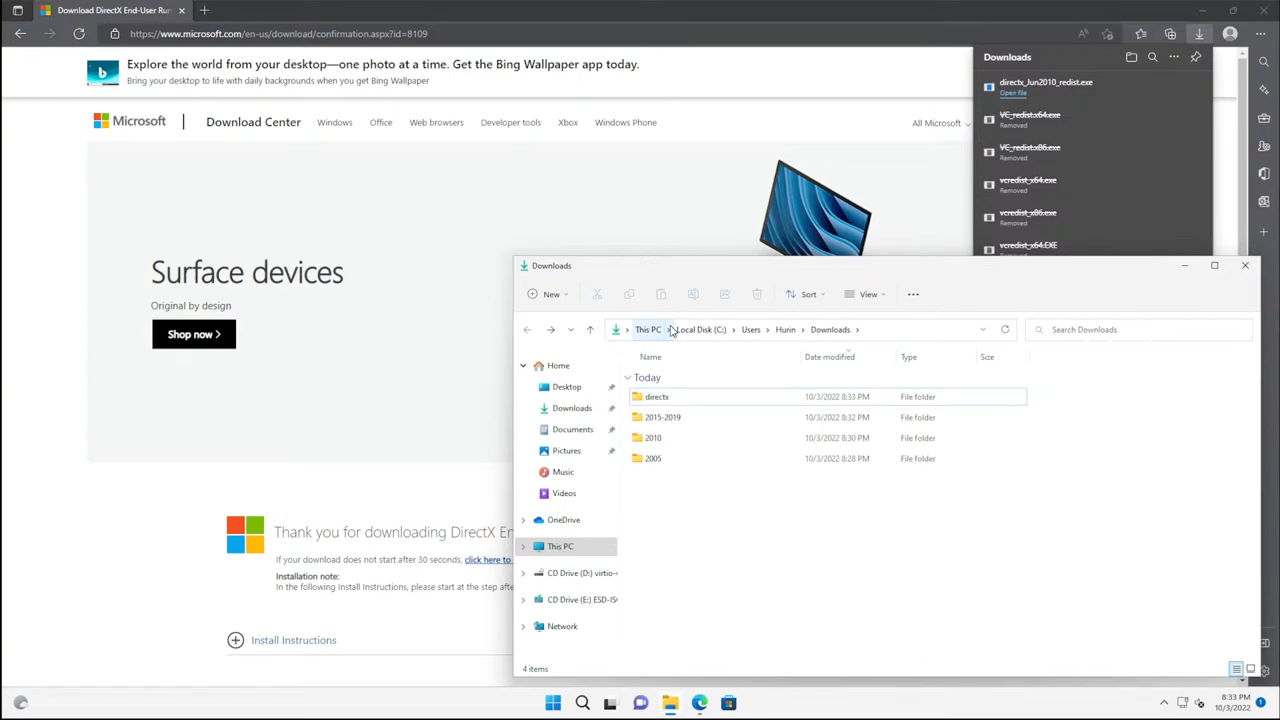 Download DirectX End-User Run
https://www.microsoft.com/en-us/download/confirmation.aspx?id=8109
Explore the world from your desktop—one photo at a time. Get the Bing Wallpaper app today.
Bring your desktop to life with daily backgrounds when you get Bing Wallpaper
Microsoft
Download Center
Windows
Office
Web browsers
Developer tools
Xbox
Windows Phone
All Microsoft
Downloads
directx_Jun2010_redist.exe
Open file
VC_redist.x64.exe
Removed
VC_redist.x86.exe
Removed
vcredist_x64.exe
Removed
vcredist_x86.exe
Removed
vcredist_x64.EXE
Surface devices
Original by design
Shop now
Thank you for downloading DirectX En
If your download does not start after 30 seconds, click here to
Installation note:
In the following Install Instructions, please start at the step afte
Install Instructions
Downloads
New
Sort
View
This PC
Local Disk (C:)
Users
Hurin
Downloads
Search Downloads
Home
Desktop
Downloads
Documents
Pictures
Music
Videos
OneDrive
This PC
CD Drive (D:) virtio-
CD Drive (E:) ESD-IS
Network
Name Date modified Type Size
Today
directx 10/3/2022 8:33 PM File folder
2015-2019 10/3/2022 8:32 PM File folder
2010 10/3/2022 8:30 PM File folder
2005 10/3/2022 8:28 PM File folder
4 items
8:33 PM
10/3/2022
1